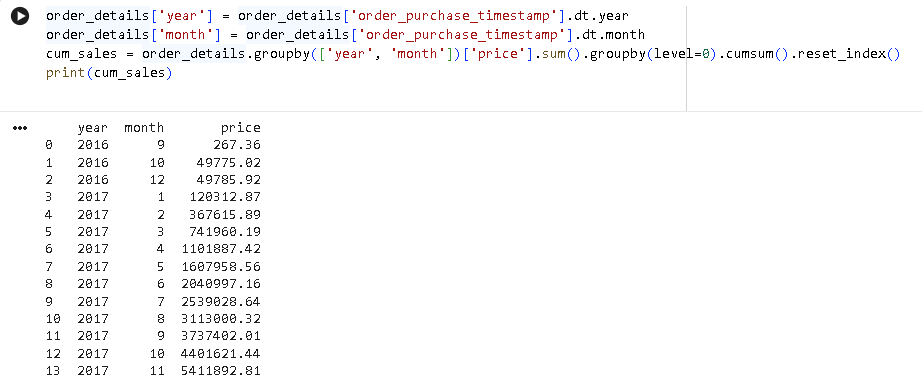 order_details['year'] = order_details['order_purchase_timestamp'].dt.year
order_details['month'] = order_details['order_purchase_timestamp'].dt.month
cum_sales = order_details.groupby(['year', 'month'])['price'].sum().groupby(level=0).cumsum().reset_index()
print(cum_sales)
year month price
0 2016 9 267.36
1 2016 10 49775.02
2 2016 12 49785.92
3 2017 1 120312.87
4 2017 2 367615.89
5 2017 3 741960.19
6 2017 4 1101887.42
7 2017 5 1607958.56
8 2017 6 2040997.16
9 2017 7 2539028.64
10 2017 8 3113000.32
11 2017 9 3737402.01
12 2017 10 4401621.44
13 2017 11 5411892.81